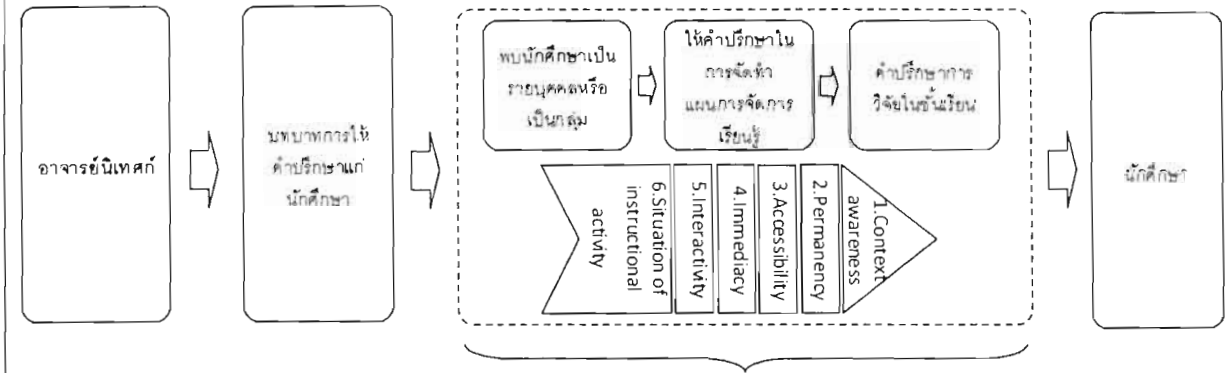 อาจารย์นิเทศก์
บทบาทการให้
คำปรึกษาแก่
นักศึกษา
พบนักศึกษาเป็น
รายบุคคลหรือ
เป็นกลุ่ม
ให้คำปรึกษาใน
การจัดทำ
แผนการจัดการ
เรียนรู้
คำปรึกษาการ
วิจัยในชั้นเรียน
6.Situation of
instructional
activity
5.Interactivity
4.Immediacy
3.Accessibility
2.Permanency
1.Context
awareness
นักศึกษา